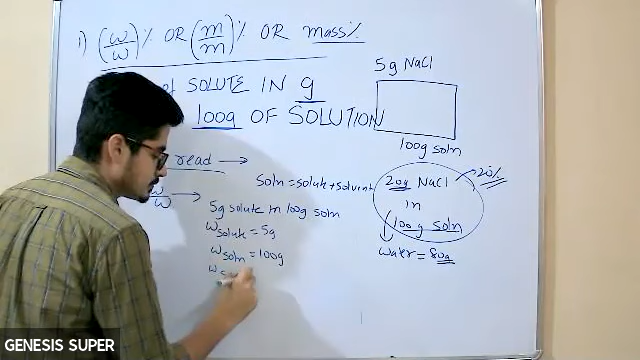 1) (w/w)% OR (m/m)% OR mass%
5g NaCl
of SOLUTE IN g
100g OF SOLUTION
100g soln
read →
soln = solute + solvent
20g NaCl → 20%
in
100g soln
water = 80g
w →
5g solute in 100g soln
Wsolute = 5g
Wsoln = 100g
GENESIS SUPER